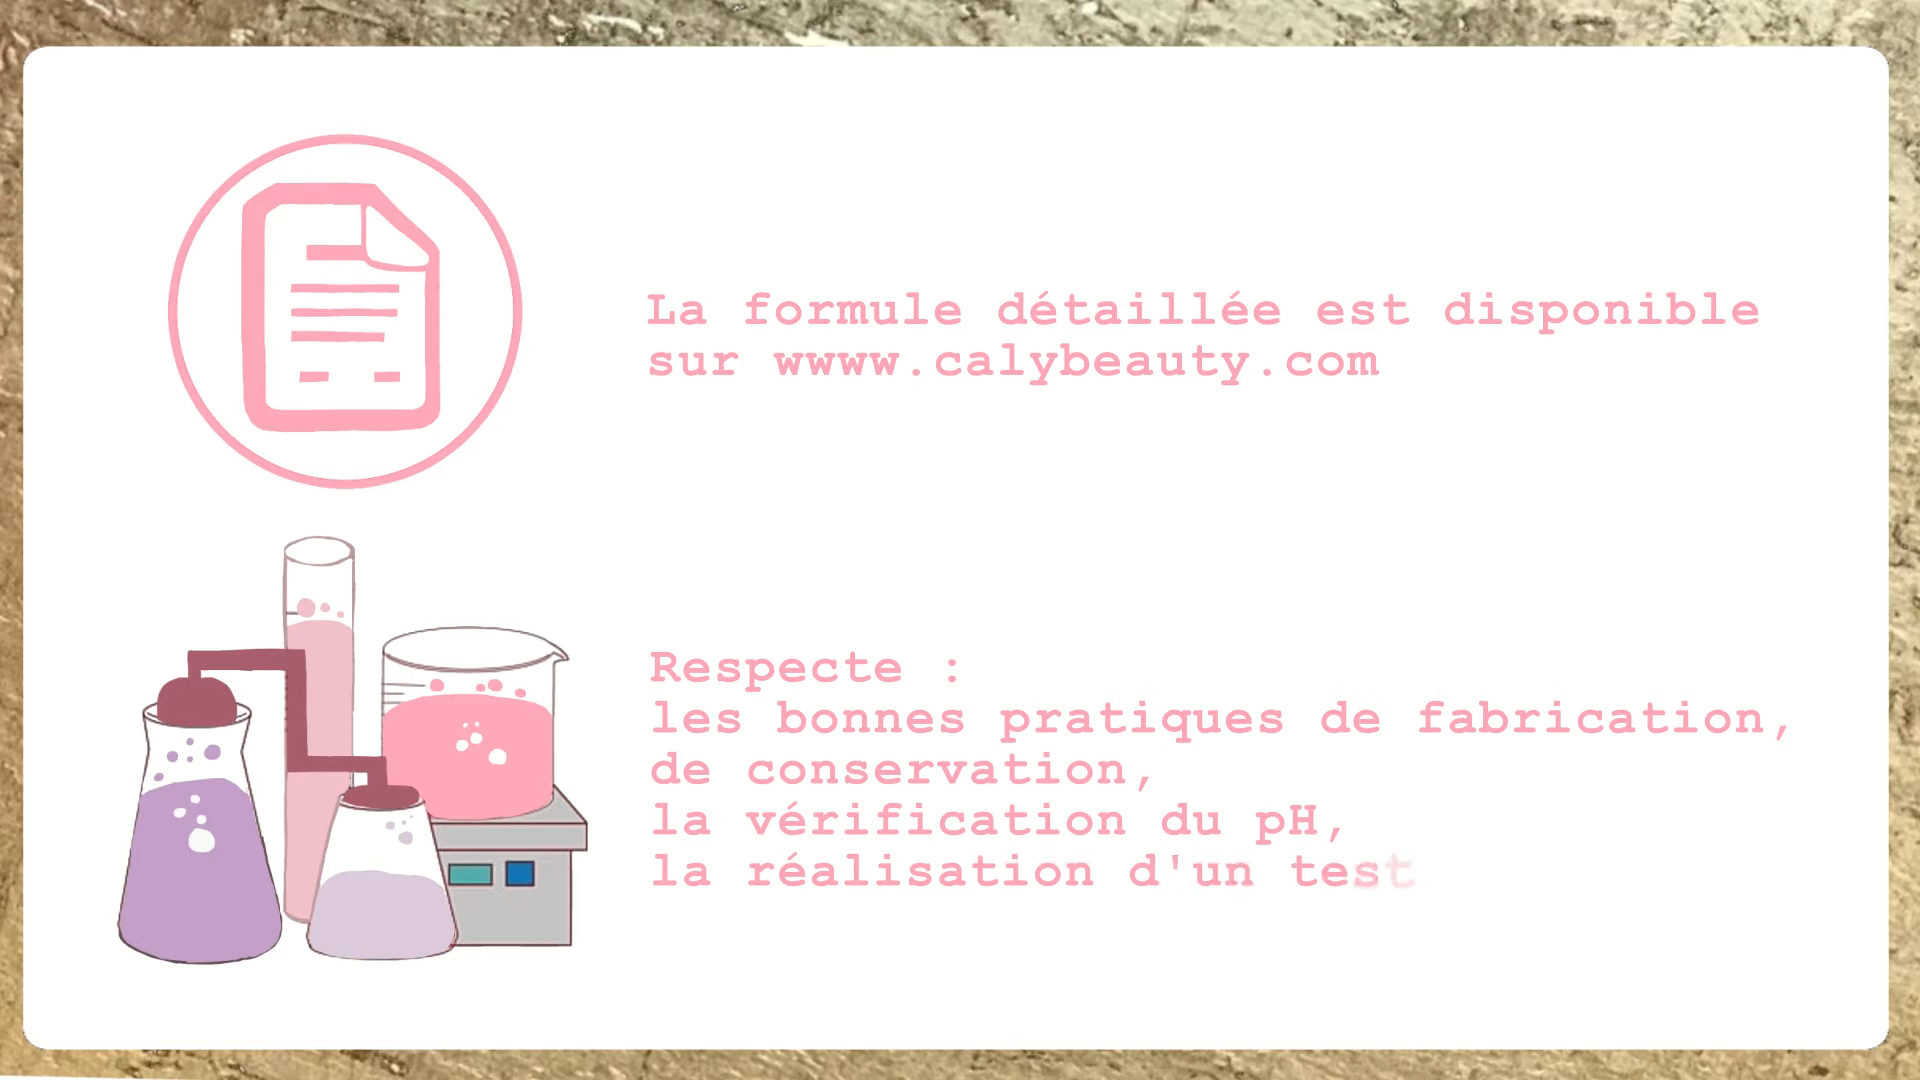 La formule détaillée est disponible
sur wwww.calybeauty.com
Respecte :
les bonnes pratiques de fabrication,
de conservation,
la vérification du pH,
la réalisation d'un test